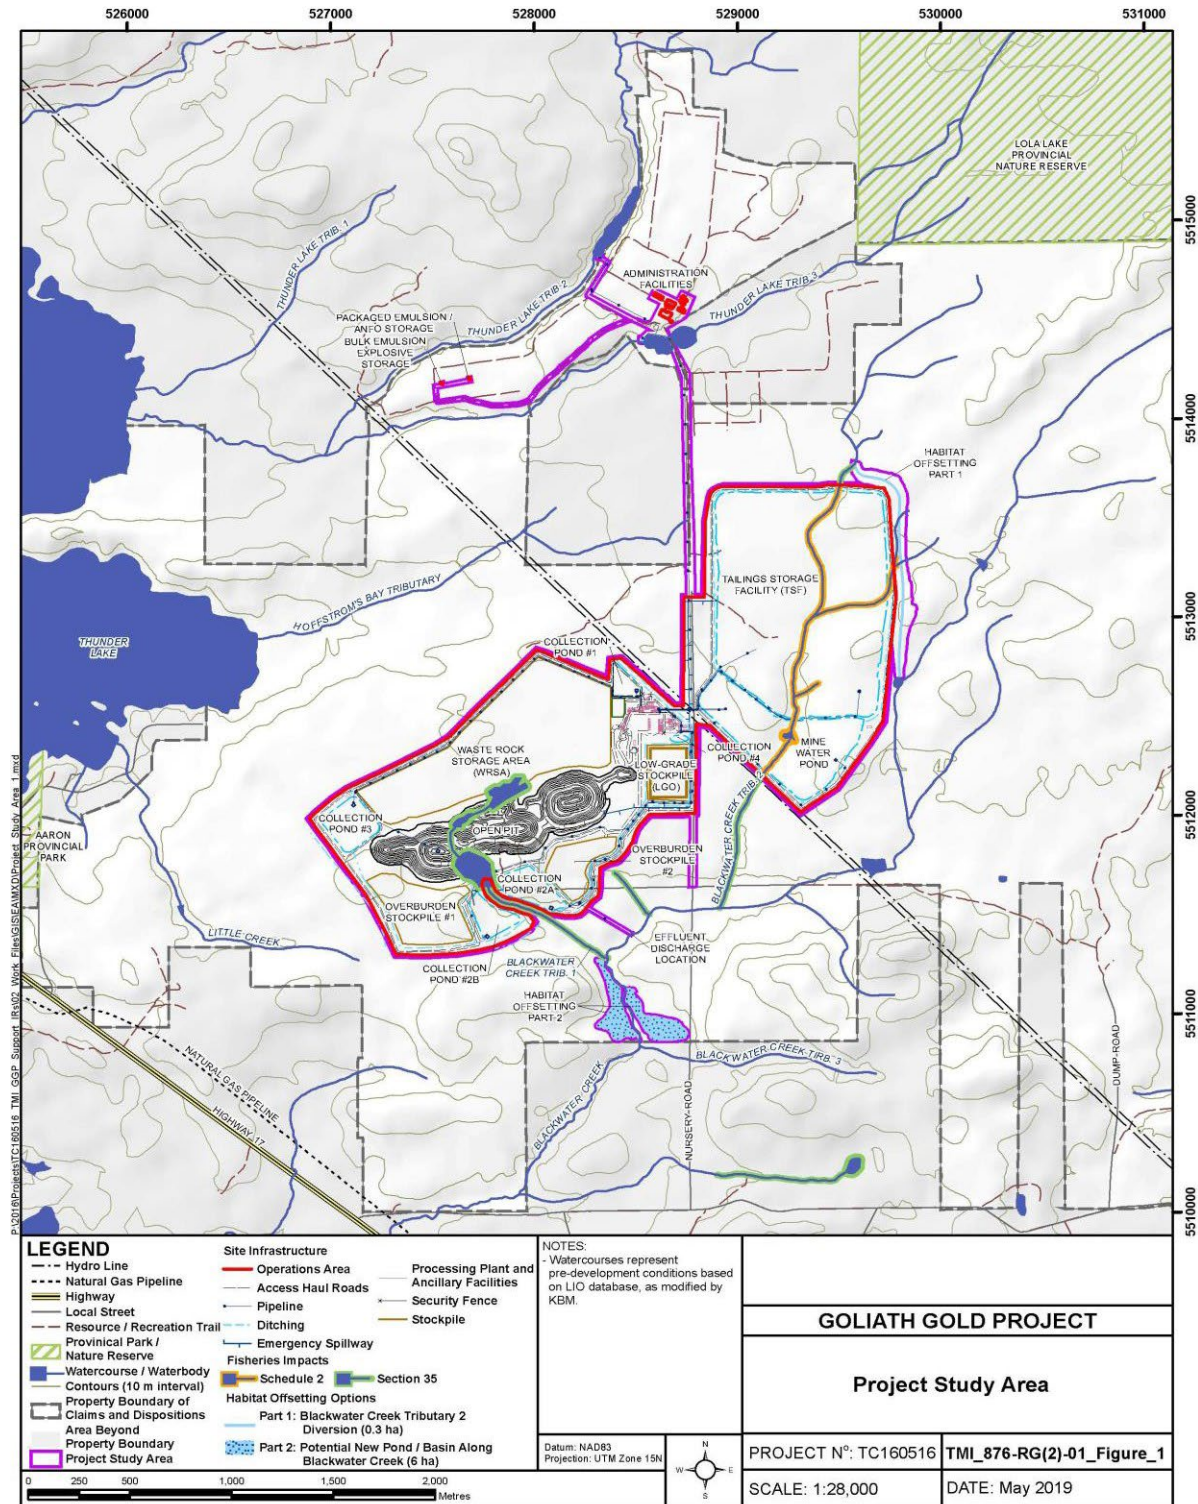 526000
527000
528000
529000
530000
531000
LOLA LAKE
PROVINCIAL
NATURE RESERVE
5515000
THUNDER LAKE TRIB. 1
ADMINISTRATION
FACILITIES
THUNDER LAKE TRIB. 2
THUNDER LAKE TRIB. 3
PACKAGED EMULSION /
ANFO STORAGE
BULK EMULSION
EXPLOSIVE
STORAGE
5514000
HABITAT
OFFSETTING
PART 1
TAILINGS STORAGE
FACILITY (TSF)
HOFFSTROM'S BAY TRIBUTARY
5513000
THUNDER
LAKE
COLLECTION
POND #1
WASTE ROCK
STORAGE AREA
(WRSA)
LOW-GRADE
STOCKPILE
(LGO)
COLLECTION
POND #4
MINE
WATER
POND
5512000
COLLECTION
POND #3
OPEN PIT
AARON
PROVINCIAL
PARK
OVERBURDEN
STOCKPILE
#2
BLACKWATER CREEK TRIB. 2
COLLECTION
POND #2A
OVERBURDEN
STOCKPILE #1
LITTLE CREEK
EFFLUENT
DISCHARGE
LOCATION
COLLECTION
POND #2B
BLACKWATER
CREEK TRIB. 1
HABITAT
OFFSETTING
PART 2
5511000
BLACKWATER CREEK TIRB. 3
NATURAL GAS PIPELINE
HIGHWAY 17
BLACKWATER CREEK
NURSERY-ROAD
DUMP-ROAD
5510000
P:\2016\Projects\TC160516_TMI_GGP_Support_IRs\02_Work_Files\GIS\EA\MXD\Project_Study_Area_1.mxd
LEGEND
Hydro Line
Natural Gas Pipeline
Highway
Local Street
Resource / Recreation Trail
Provinical Park /
Nature Reserve
Watercourse / Waterbody
Contours (10 m interval)
Property Boundary of
Claims and Dispositions
Area Beyond
Property Boundary
Project Study Area
Site Infrastructure
Operations Area
Access Haul Roads
Pipeline
Ditching
Emergency Spillway
Processing Plant and
Ancillary Facilities
Security Fence
Stockpile
Fisheries Impacts
Schedule 2
Section 35
Habitat Offsetting Options
Part 1: Blackwater Creek Tributary 2
Diversion (0.3 ha)
Part 2: Potential New Pond / Basin Along
Blackwater Creek (6 ha)
0 250 500 1,000 1,500 2,000
Metres
NOTES:
- Watercourses represent
pre-development conditions based
on LIO database, as modified by
KBM.
Datum: NAD83
Projection: UTM Zone 15N
N
W E
S
GOLIATH GOLD PROJECT
Project Study Area
PROJECT Nº: TC160516
TMI_876-RG(2)-01_Figure_1
SCALE: 1:28,000
DATE: May 2019